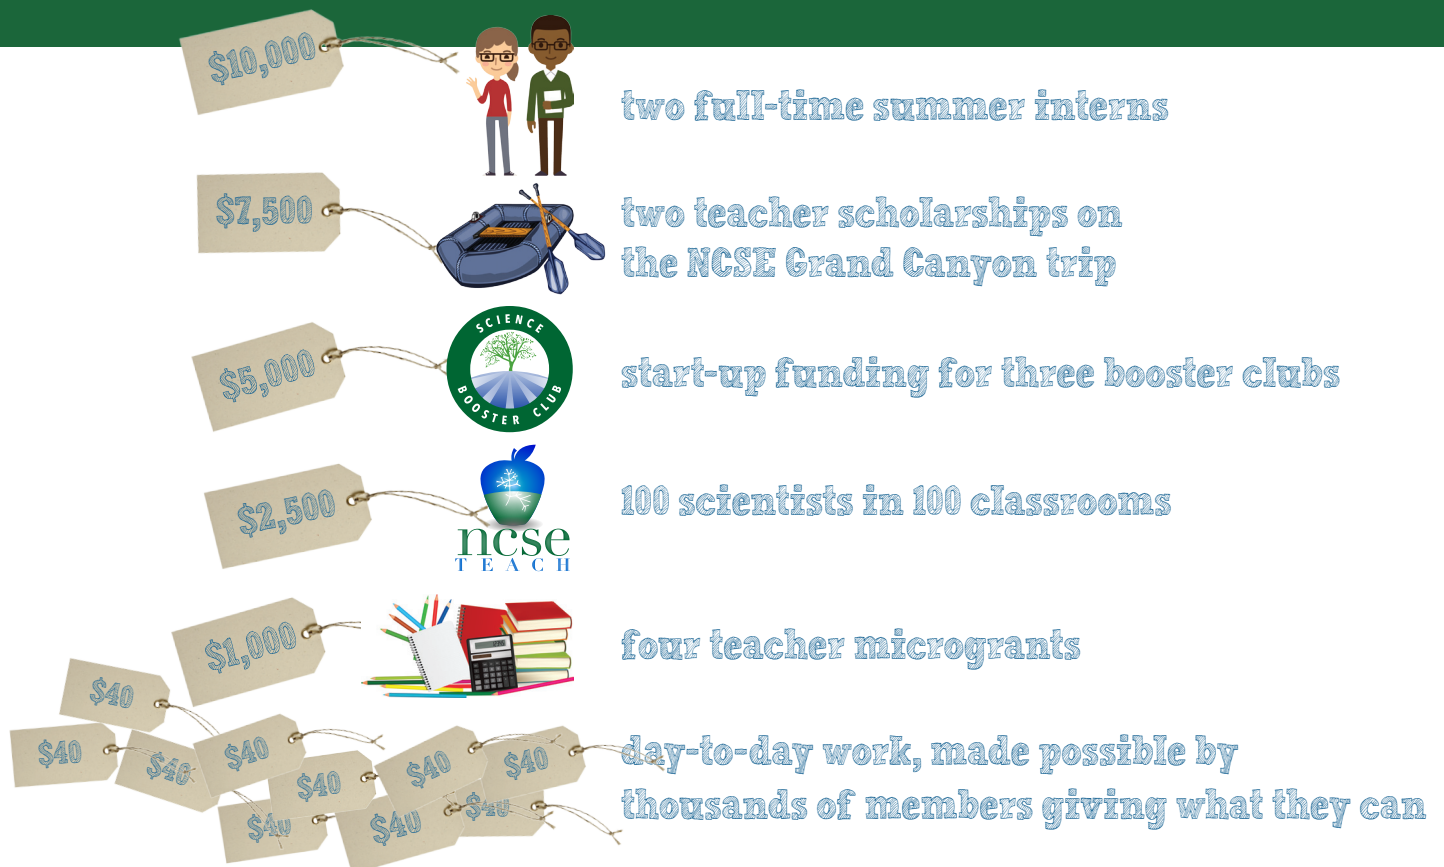 $10,000
two full-time summer interns
$7,500
two teacher scholarships on
the NCSE Grand Canyon trip
$5,000
SCIENCE
BOOSTER CLUB
start-up funding for three booster clubs
$2,500
ncse
TEACH
100 scientists in 100 classrooms
$1,000
four teacher microgrants
$40
$40
$40
$40
$40
$40
$40
$40
$40
$40
day-to-day work, made possible by
thousands of members giving what they can